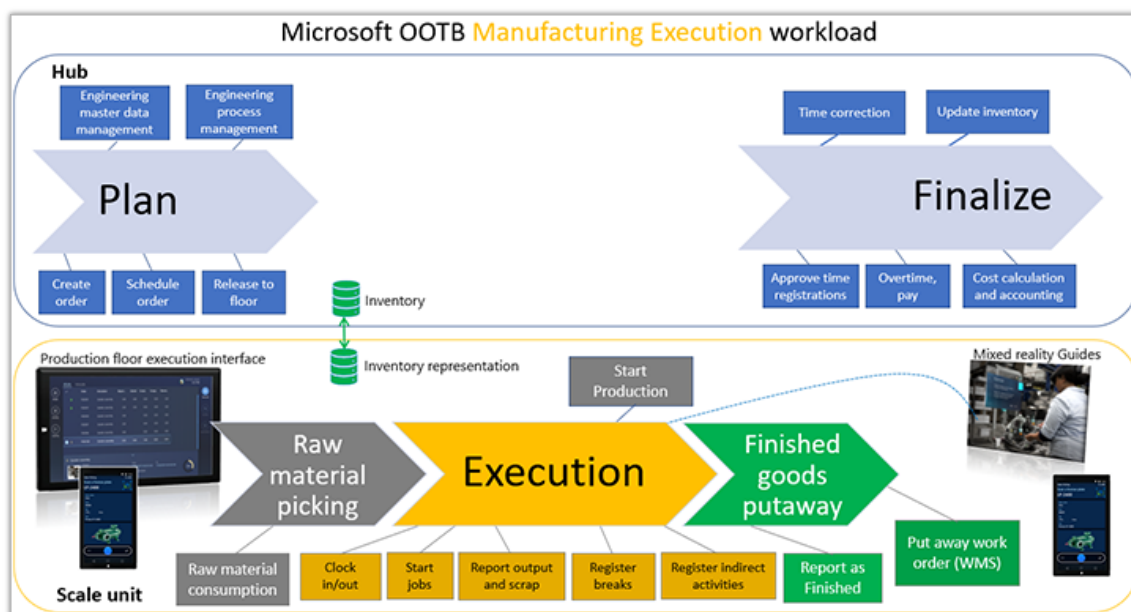 Microsoft OOTB Manufacturing Execution workload
Hub
Engineering
master data
management
Engineering
process
management
Time correction
Update inventory
Plan
Finalize
Create
order
Schedule
order
Release to
floor
Approve time
registrations
Overtime,
pay
Cost calculation
and accounting
Inventory
Inventory representation
Production floor execution interface
Mixed reality Guides
Start
Production
Raw
material
picking
Execution
Finished
goods
putaway
Raw material
consumption
Clock
in/out
Start
jobs
Report output
and scrap
Register
breaks
Register indirect
activities
Report as
Finished
Put away work
order (WMS)
Scale unit